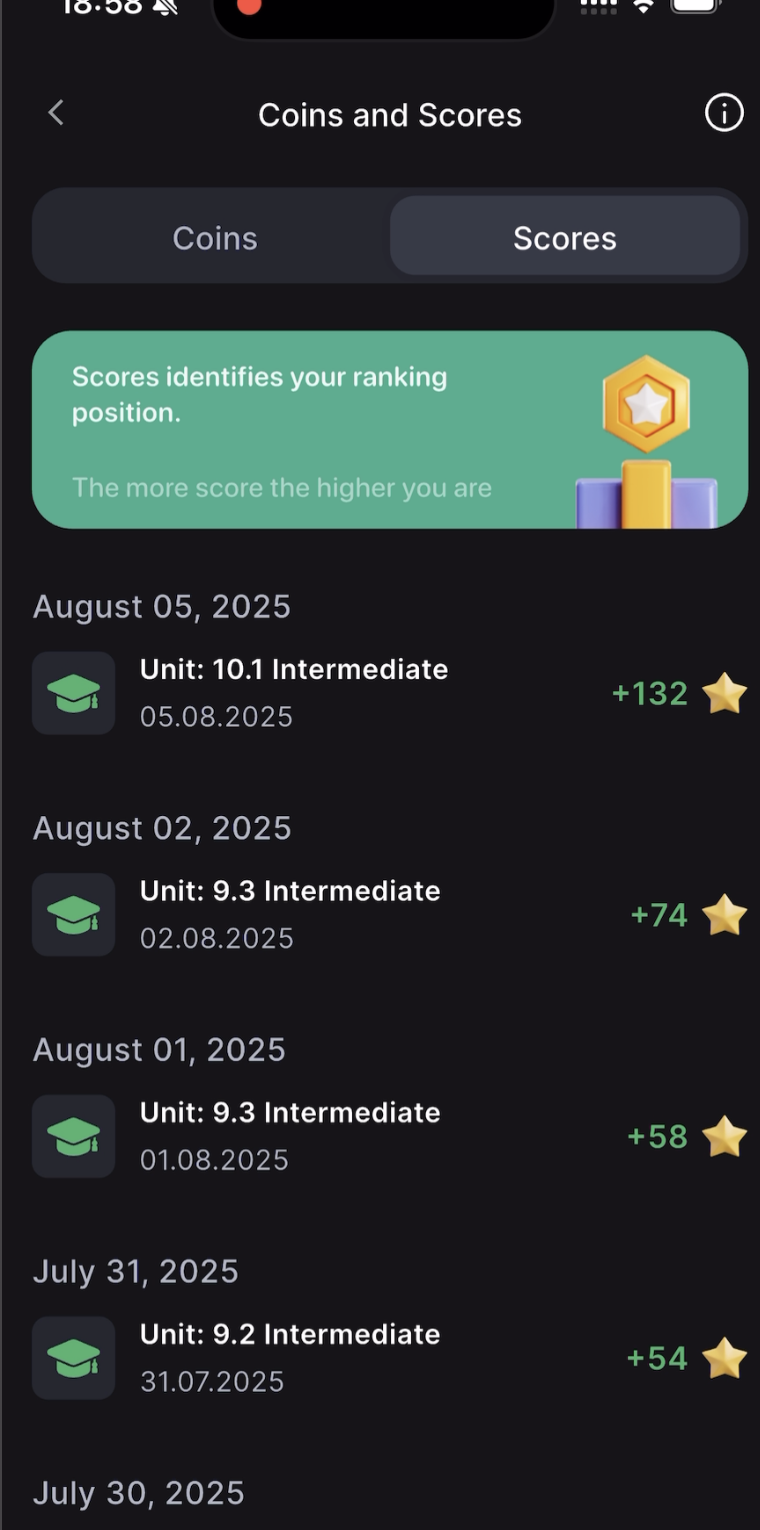 18:58
Coins and Scores
Coins
Scores
Scores identifies your ranking
position.
The more score the higher you are
August 05, 2025
Unit: 10.1 Intermediate
05.08.2025
+132
August 02, 2025
Unit: 9.3 Intermediate
02.08.2025
+74
August 01, 2025
Unit: 9.3 Intermediate
01.08.2025
+58
July 31, 2025
Unit: 9.2 Intermediate
31.07.2025
+54
July 30, 2025